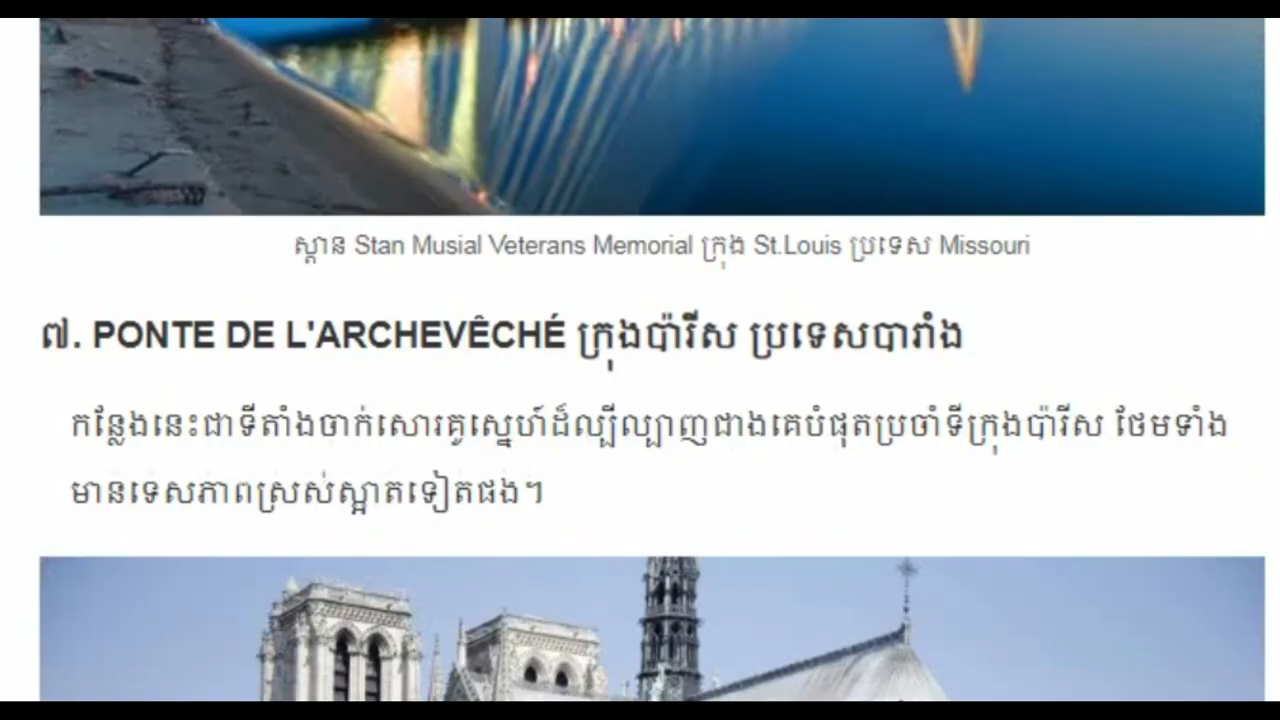 ស្ពាន Stan Musial Veterans Memorial ក្រុង St.Louis ប្រទេស Missouri
៧. PONTE DE L'ARCHEVÊCHÉ ក្រុងប៉ារីស ប្រទេសបារាំង
កន្លែងនេះជាទីតាំងចាក់សោរគូស្នេហ៍ដ៏ល្បីល្បាញជាងគេបំផុតប្រចាំទីក្រុងប៉ារីស ថែមទាំង
មានទេសភាពស្រស់ស្អាតទៀតផង។